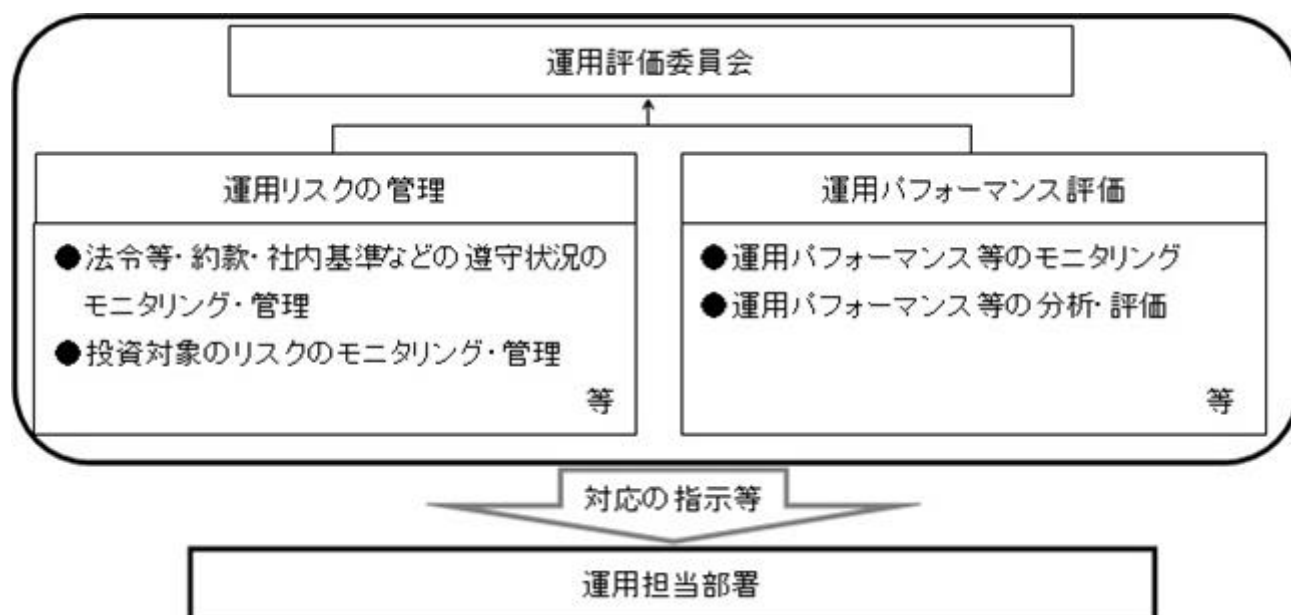 運用評価委員会
運用リスクの管理
●法令等・約款・社内基準などの遵守状況の
モニタリング・管理
●投資対象のリスクのモニタリング・管理
等
運用パフォーマンス評価
●運用パフォーマンス等のモニタリング
●運用パフォーマンス等の分析・評価
等
対応の指示等
運用担当部署